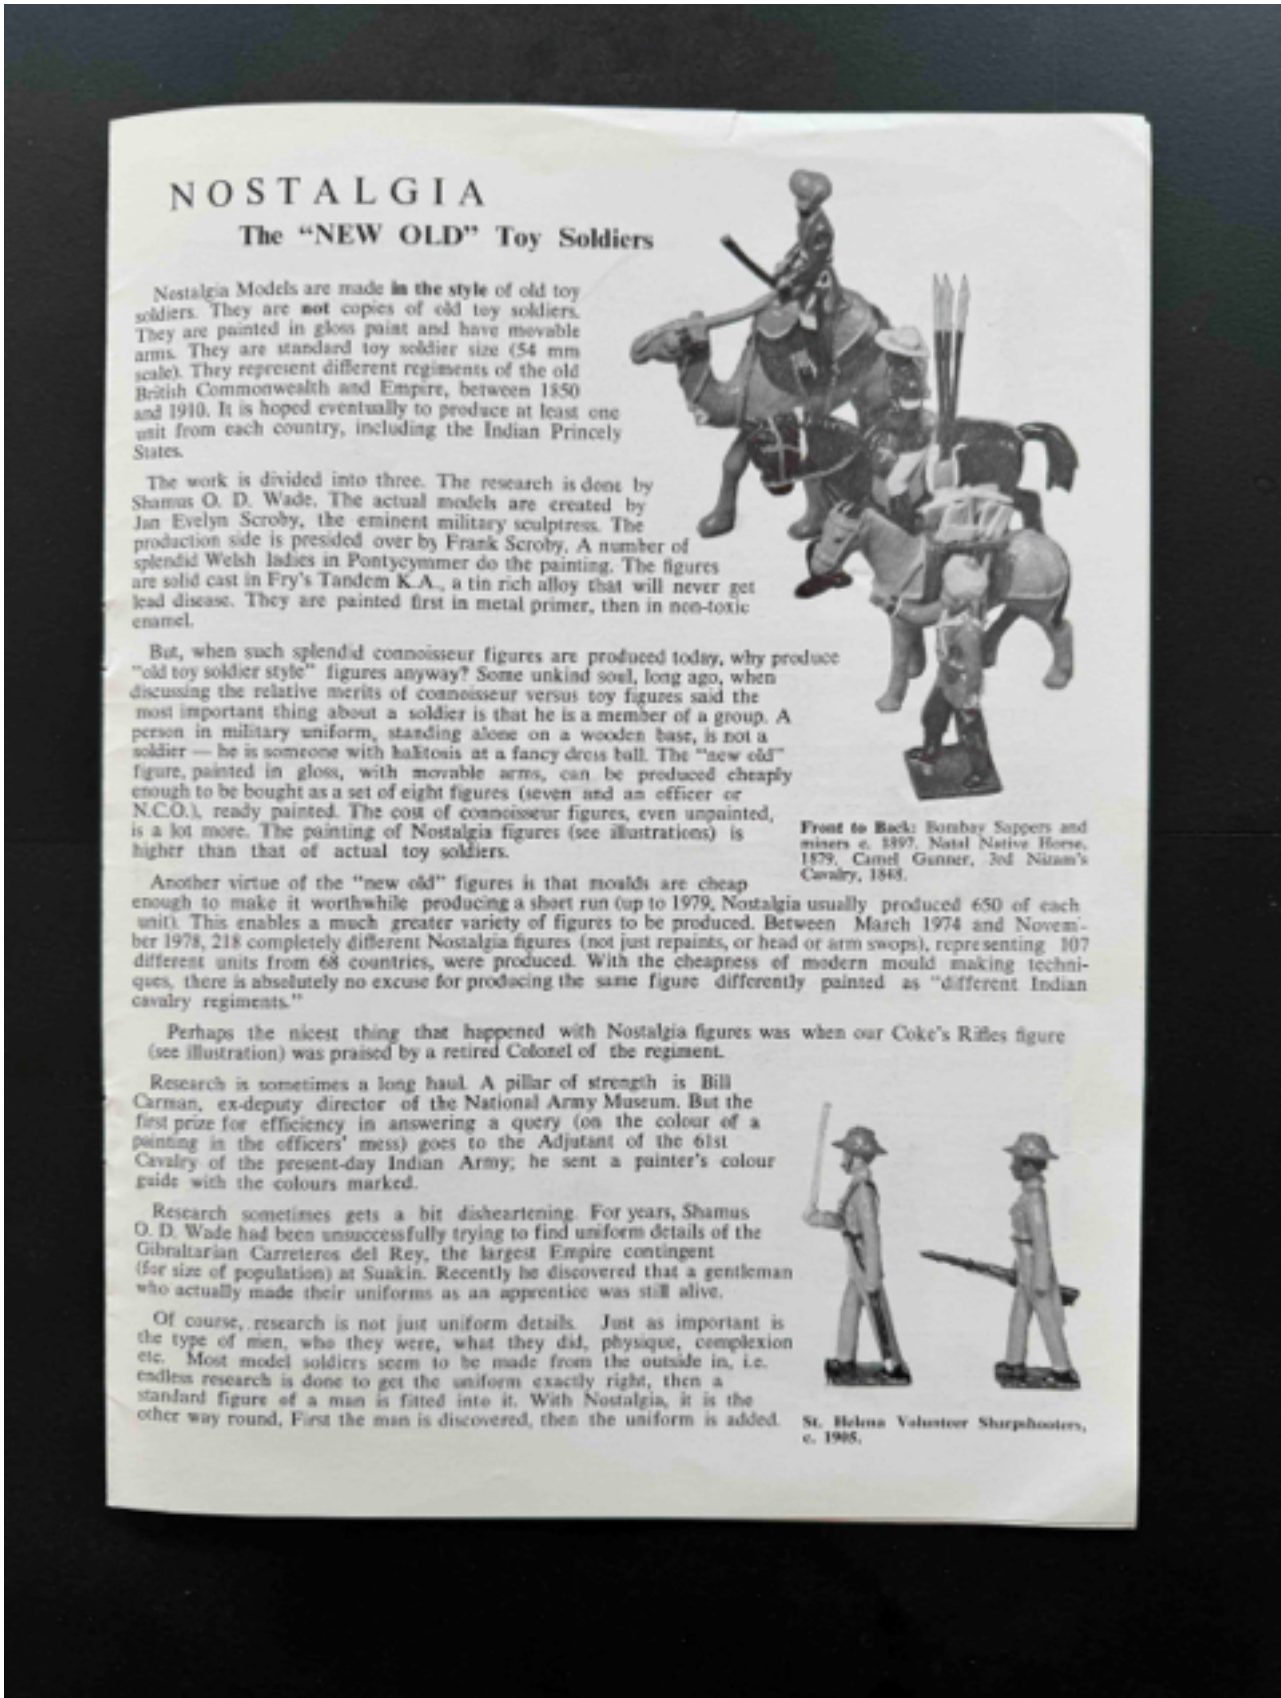 NOSTALGIA
The "NEW OLD" Toy Soldiers
Nostalgia Models are made in the style of old toy
soldiers. They are not copies of old toy soldiers.
They are painted in gloss paint and have movable
arms. They are standard toy soldier size (54 mm
scale). They represent different regiments of the old
British Commonwealth and Empire, between 1850
and 1910. It is hoped eventually to produce at least one
unit from each country, including the Indian Princely
States.
The work is divided into three. The research is done by
Shamus O. D. Wade. The actual models are created by
Jan Evelyn Scroby, the eminent military sculptress. The
production side is presided over by Frank Scroby. A number of
splendid Welsh ladies in Pontycymmer do the painting. The figures
are solid cast in Fry's Tandem K.A., a tin rich alloy that will never get
lead disease. They are painted first in metal primer, then in non-toxic
enamel.
But, when such splendid connoisseur figures are produced today, why produce
"old toy soldier style" figures anyway? Some unkind soul, long ago, when
discussing the relative merits of connoisseur versus toy figures said the
most important thing about a soldier is that he is a member of a group. A
person in military uniform, standing alone on a wooden base, is not a
soldier — he is someone with halitosis at a fancy dress ball. The "new old"
figure, painted in gloss, with movable arms, can be produced cheaply
enough to be bought as a set of eight figures (seven and an officer or
N.C.O.), ready painted. The cost of connoisseur figures, even unpainted,
is a lot more. The painting of Nostalgia figures (see illustrations) is
higher than that of actual toy soldiers.
Front to Back: Bombay Sappers and
miners c. 1897, Natal Native Horse,
1879, Camel Gunner, 3rd Nizam's
Cavalry, 1848.
Another virtue of the "new old" figures is that moulds are cheap
enough to make it worthwhile producing a short run (up to 1979, Nostalgia usually produced 650 of each
unit). This enables a much greater variety of figures to be produced. Between March 1974 and Novem-
ber 1978, 218 completely different Nostalgia figures (not just repaints, or head or arm swops), representing 107
different units from 68 countries, were produced. With the cheapness of modern mould making techni-
ques, there is absolutely no excuse for producing the same figure differently painted as "different Indian
cavalry regiments."
Perhaps the nicest thing that happened with Nostalgia figures was when our Coke's Rifles figure
(see illustration) was praised by a retired Colonel of the regiment.
Research is sometimes a long haul. A pillar of strength is Bill
Carman, ex-deputy director of the National Army Museum. But the
first prize for efficiency in answering a query (on the colour of a
painting in the officers' mess) goes to the Adjutant of the 61st
Cavalry of the present-day Indian Army; he sent a painter's colour
guide with the colours marked.
Research sometimes gets a bit disheartening. For years, Shamus
O. D. Wade had been unsuccessfully trying to find uniform details of the
Gibraltarian Carreteros del Rey, the largest Empire contingent
(for size of population) at Suakin. Recently he discovered that a gentleman
who actually made their uniforms as an apprentice was still alive.
Of course, research is not just uniform details. Just as important is
the type of men, who they were, what they did, physique, complexion
etc. Most model soldiers seem to be made from the outside in, i.e.
endless research is done to get the uniform exactly right, then a
standard figure of a man is fitted into it. With Nostalgia, it is the
other way round, First the man is discovered, then the uniform is added.
St. Helena Volunteer Sharpshooters,
c. 1905.